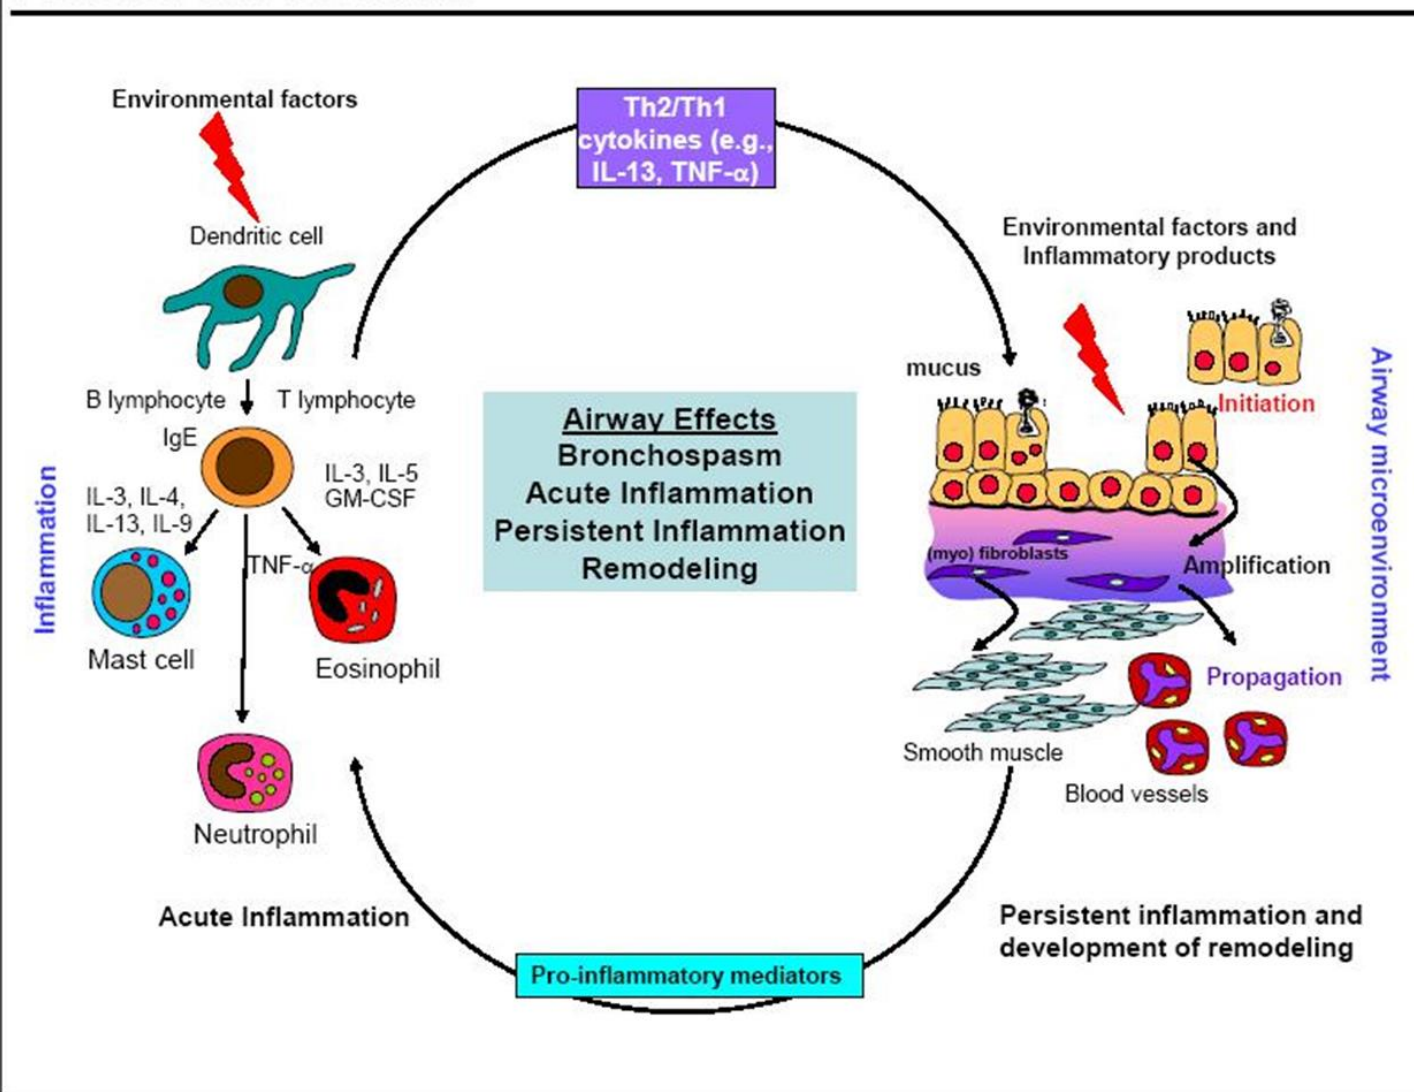 Environmental factors
Dendritic cell
B lymphocyte
T lymphocyte
IgE
IL-3, IL-5
GM-CSF
IL-3, IL-4,
IL-13, IL-9
TNF-α
Mast cell
Eosinophil
Neutrophil
Inflammation
Acute Inflammation
Th2/Th1
cytokines (e.g.,
IL-13, TNF-α)
Airway Effects
Bronchospasm
Acute Inflammation
Persistent Inflammation
Remodeling
Pro-inflammatory mediators
Environmental factors and
Inflammatory products
mucus
Initiation
(myo) fibroblasts
Amplification
Propagation
Smooth muscle
Blood vessels
Airway microenvironment
Persistent inflammation and
development of remodeling